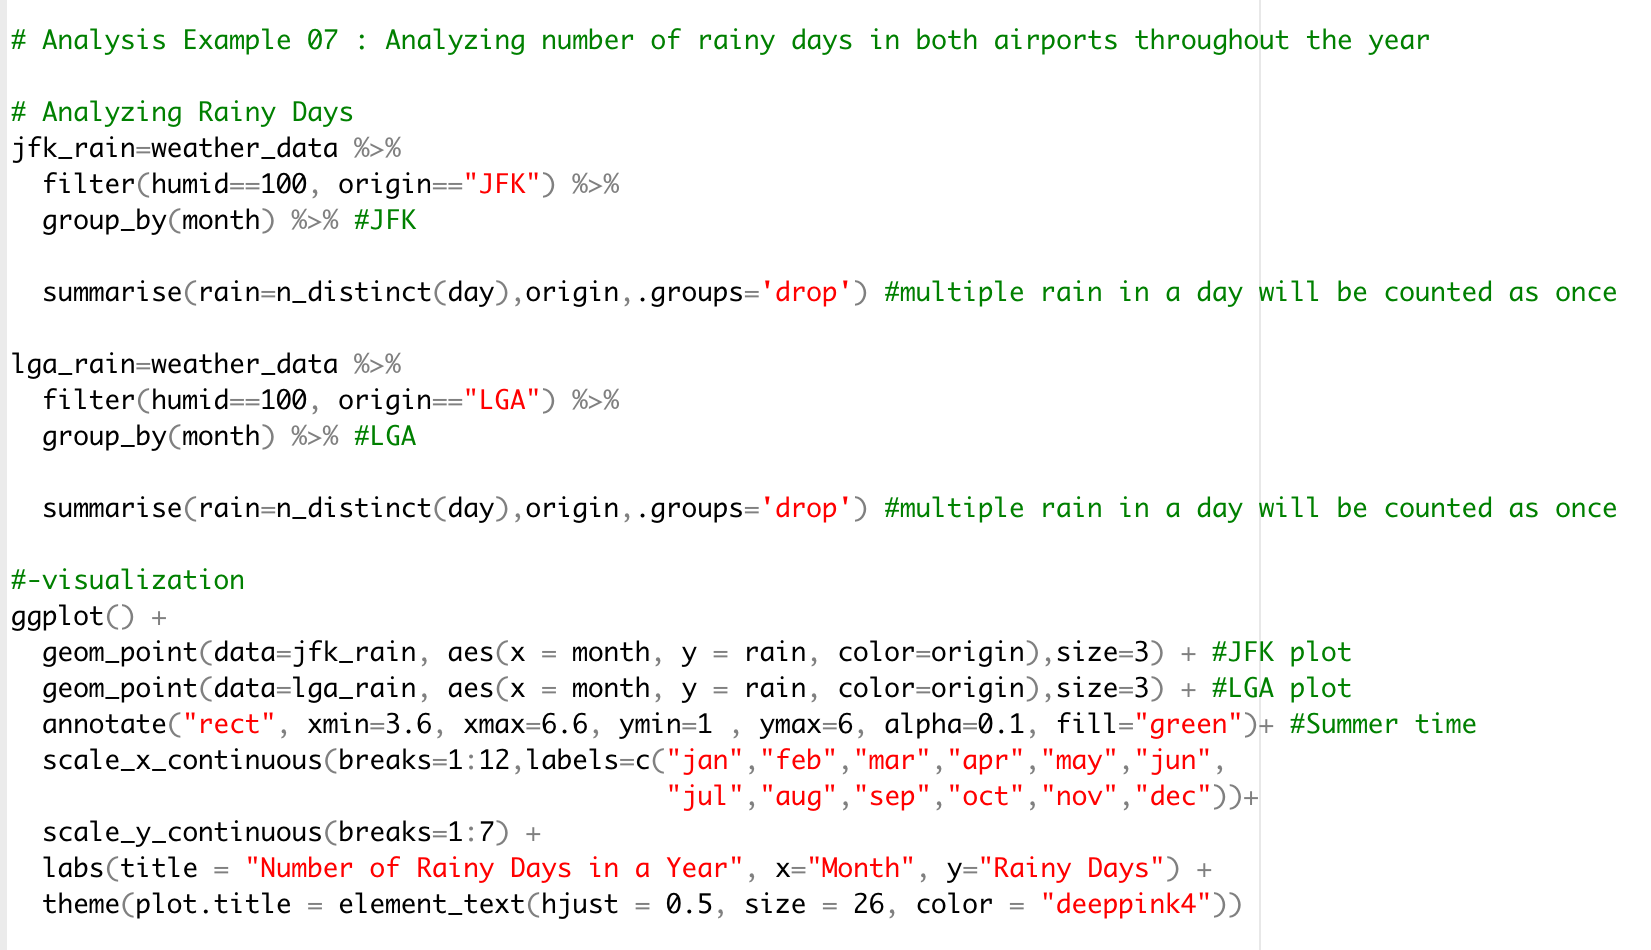 # Analysis Example 07 : Analyzing number of rainy days in both airports throughout the year
# Analyzing Rainy Days
jfk_rain=weather_data %>%
  filter(humid==100, origin=="JFK") %>%
  group_by(month) %>% #JFK
  summarise(rain=n_distinct(day),origin,.groups='drop') #multiple rain in a day will be counted as once
lga_rain=weather_data %>%
  filter(humid==100, origin=="LGA") %>%
  group_by(month) %>% #LGA
  summarise(rain=n_distinct(day),origin,.groups='drop') #multiple rain in a day will be counted as once
#-visualization
ggplot() +
  geom_point(data=jfk_rain, aes(x = month, y = rain, color=origin),size=3) + #JFK plot
  geom_point(data=lga_rain, aes(x = month, y = rain, color=origin),size=3) + #LGA plot
  annotate("rect", xmin=3.6, xmax=6.6, ymin=1 , ymax=6, alpha=0.1, fill="green")+ #Summer time
  scale_x_continuous(breaks=1:12,labels=c("jan","feb","mar","apr","may","jun",
                                          "jul","aug","sep","oct","nov","dec"))+
  scale_y_continuous(breaks=1:7) +
  labs(title = "Number of Rainy Days in a Year", x="Month", y="Rainy Days") +
  theme(plot.title = element_text(hjust = 0.5, size = 26, color = "deeppink4"))